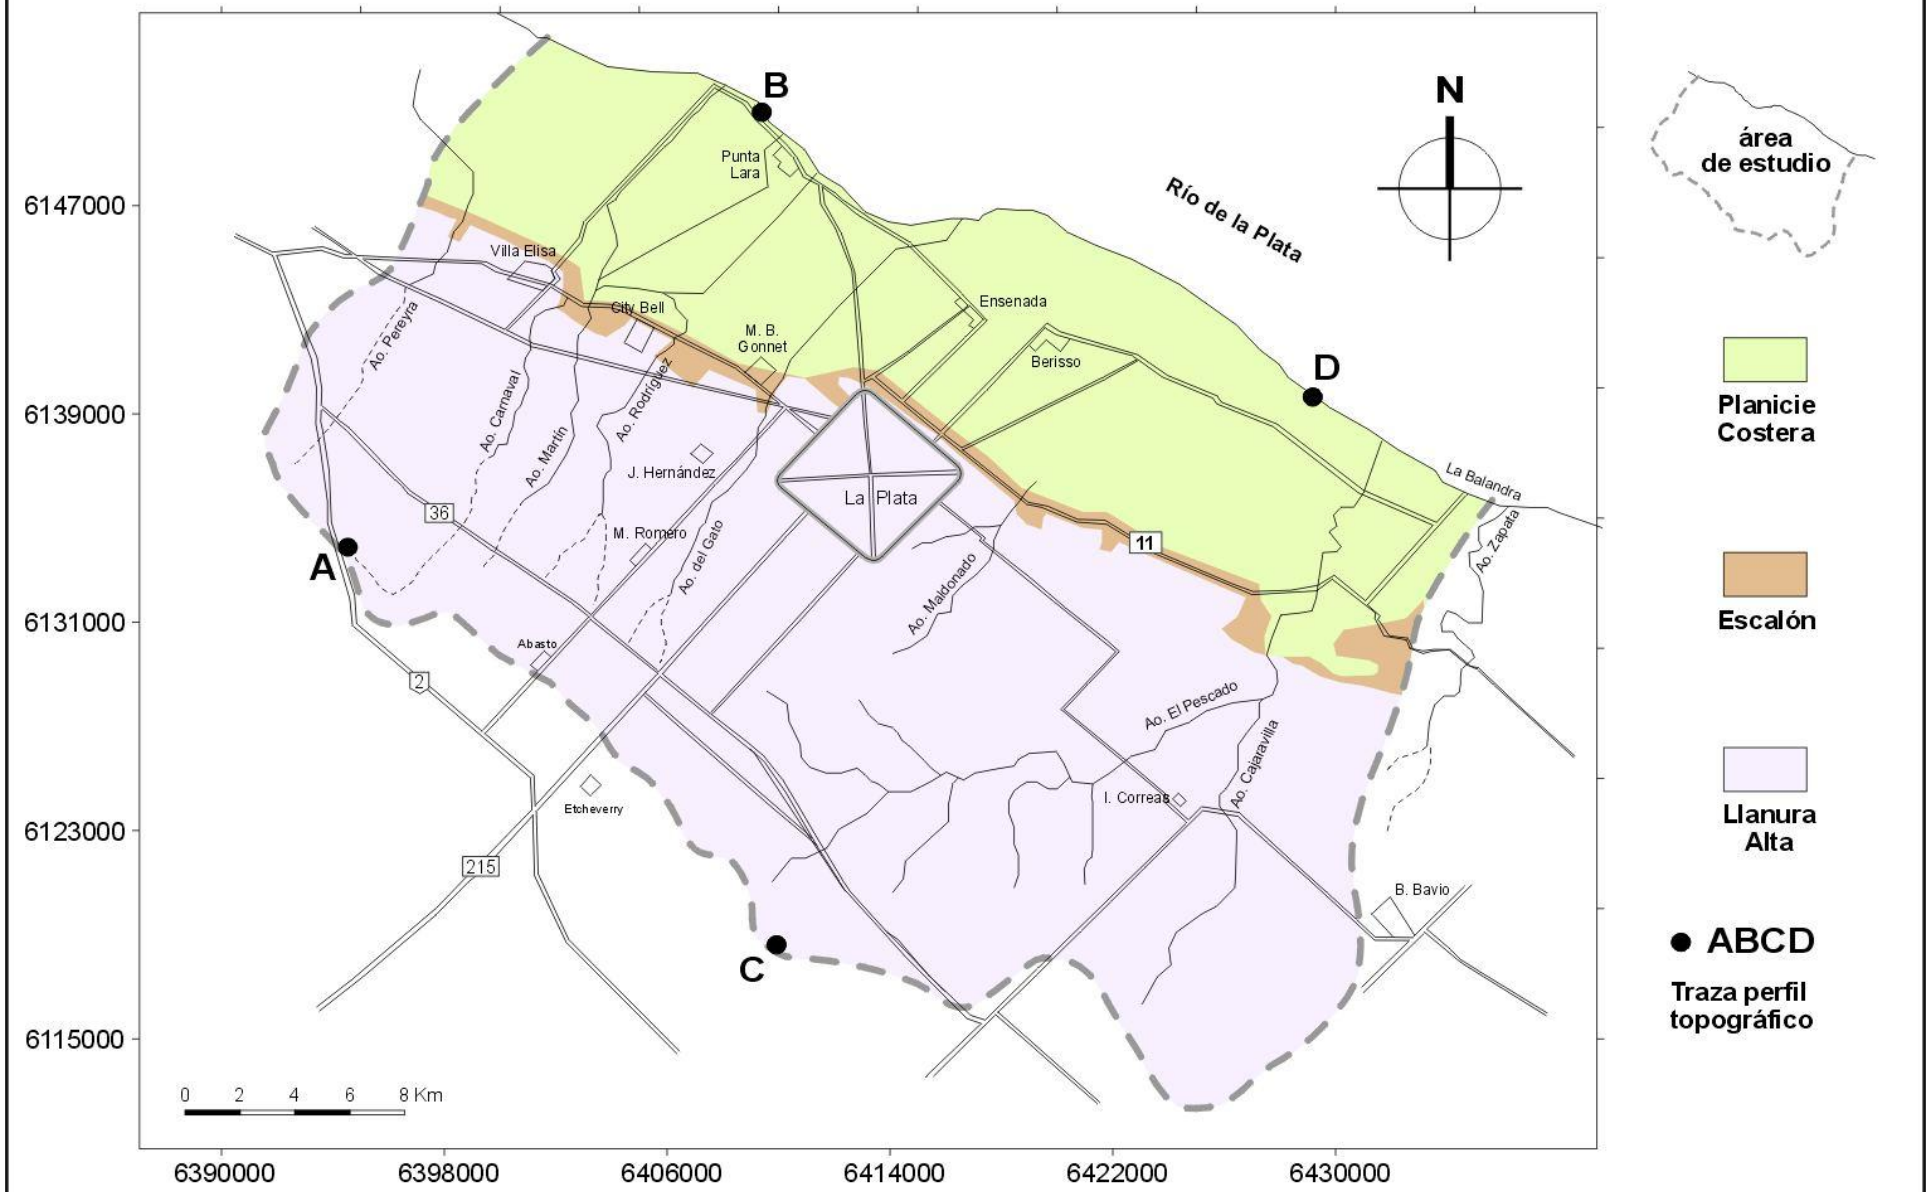 B
N
área
de estudio
Punta
Lara
Río de la Plata
6147000
Villa Elisa
City Bell
Ensenada
M. B.
Gonnet
Berisso
Ao. Pereyra
D
Planicie
Costera
6139000
Ao. Carnaval
Ao. Martín
Ao. Rodríguez
J. Hernández
La Plata
La Balandra
36
M. Romero
Ao. del Gato
11
Ao. Zapata
A
Ao. Maldonado
6131000
Escalón
Abasto
2
Ao. El Pescado
Ao. Cajaravilla
I. Correas
Etcheverry
6123000
Llanura
Alta
215
B. Bavio
C
ABCD
Traza perfil
topográfico
6115000
0 2 4 6 8 Km
6390000 6398000 6406000 6414000 6422000 6430000